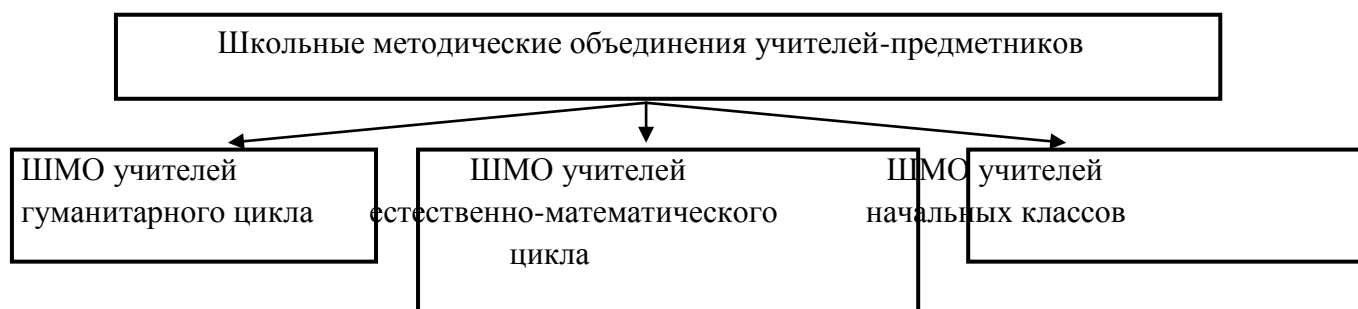 Школьные методические объединения учителей-предметников
ШМО учителей
гуманитарного цикла
ШМО учителей
естественно-математического
цикла
ШМО учителей
начальных классов